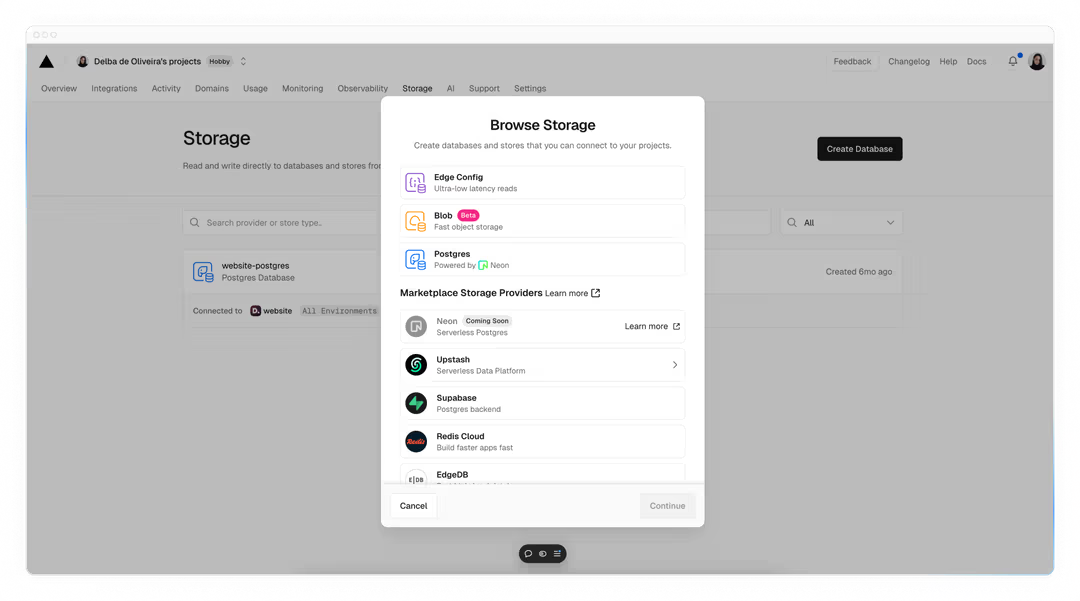 Delba de Oliveira's projects Hobby
Feedback Changelog Help Docs
Overview Integrations Activity Domains Usage Monitoring Observability Storage AI Support Settings
Storage
Read and write directly to databases and stores
Create Database
Search provider or store type..
All
website-postgres
Postgres Database
Created 6mo ago
Connected to D. website All Environments
Browse Storage
Create databases and stores that you can connect to your projects.
Edge Config
Ultra-low latency reads
Blob Beta
Fast object storage
Postgres
Powered by Neon
Marketplace Storage Providers Learn more
Neon Coming Soon
Serverless Postgres
Learn more
Upstash
Serverless Data Platform
Supabase
Postgres backend
Redis
Redis Cloud
Build faster apps fast
E|DB
EdgeDB
Cancel
Continue